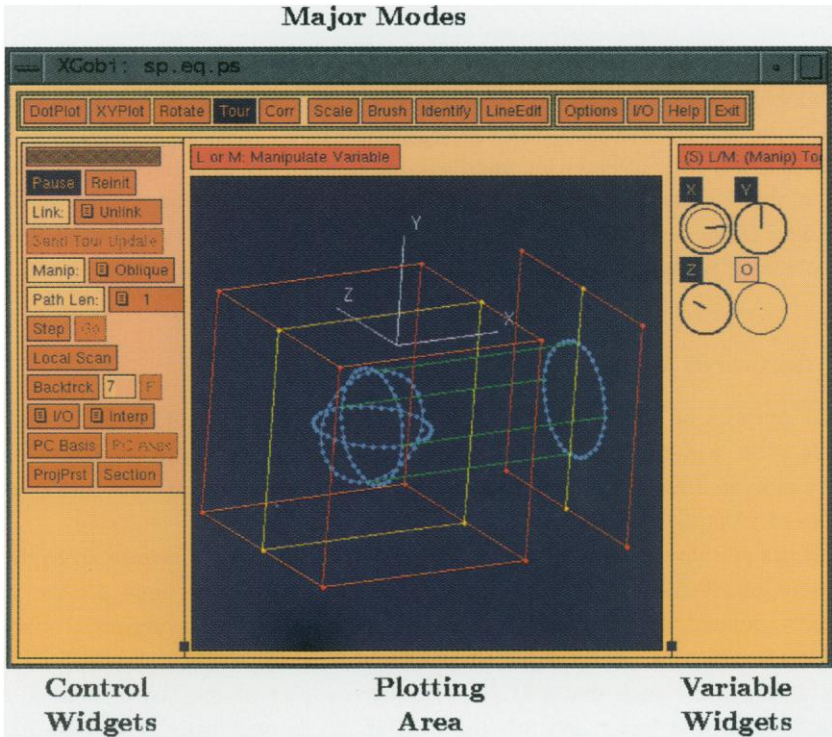 Major Modes
XGobi: sp.eq.ps
DotPlot XYPlot Rotate Tour Corr Scale Brush Identify LineEdit Options I/O Help Exit
L or M: Manipulate Variable
(S) L/M: (Manip) To
Pause Reinit
Link: Unlink
Send Tour Update
Manip: Oblique
Path Len: 1
Step Go
Local Scan
Backtrck 7 F
I/O Interp
PC Basis PC Axes
ProjPrst Section
X Y
Z O
Y
Z
X
Control Widgets
Plotting Area
Variable Widgets